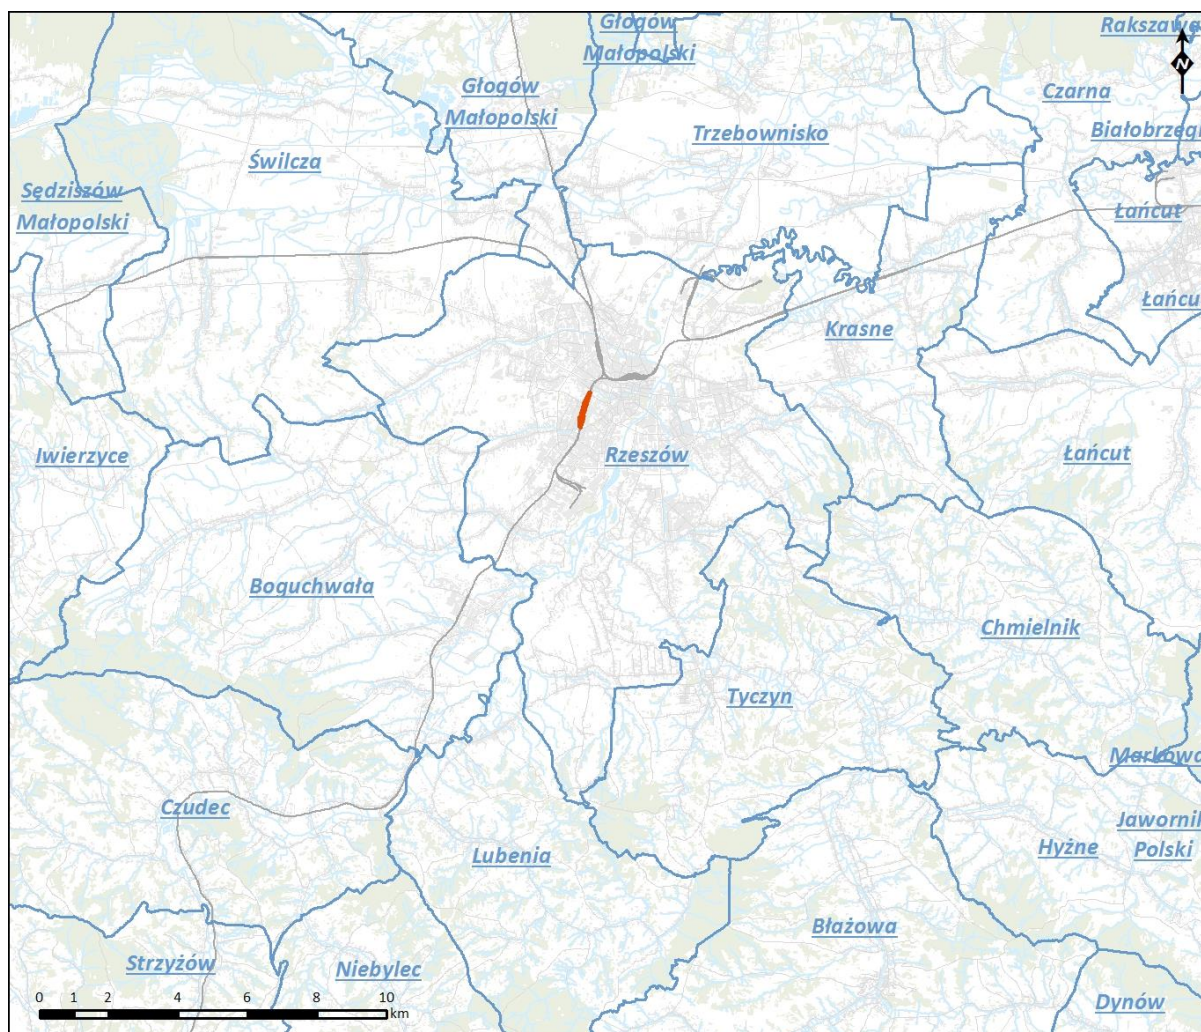 Głogów
Małopolski
Rakszawa
N
Głogów
Małopolski
Czarna
Trzebownisko
Białobrzegi
Świlcza
Sędziszów
Małopolski
Łańcut
Łańcut
Krasne
Iwierzyce
Rzeszów
Łańcut
Boguchwała
Chmielnik
Tyczyn
Markowa
Czudec
Jawornik
Polski
Hyżne
Lubenia
Błażowa
Strzyżów
Niebylec
Dynów
0 1 2 4 6 8 10
km